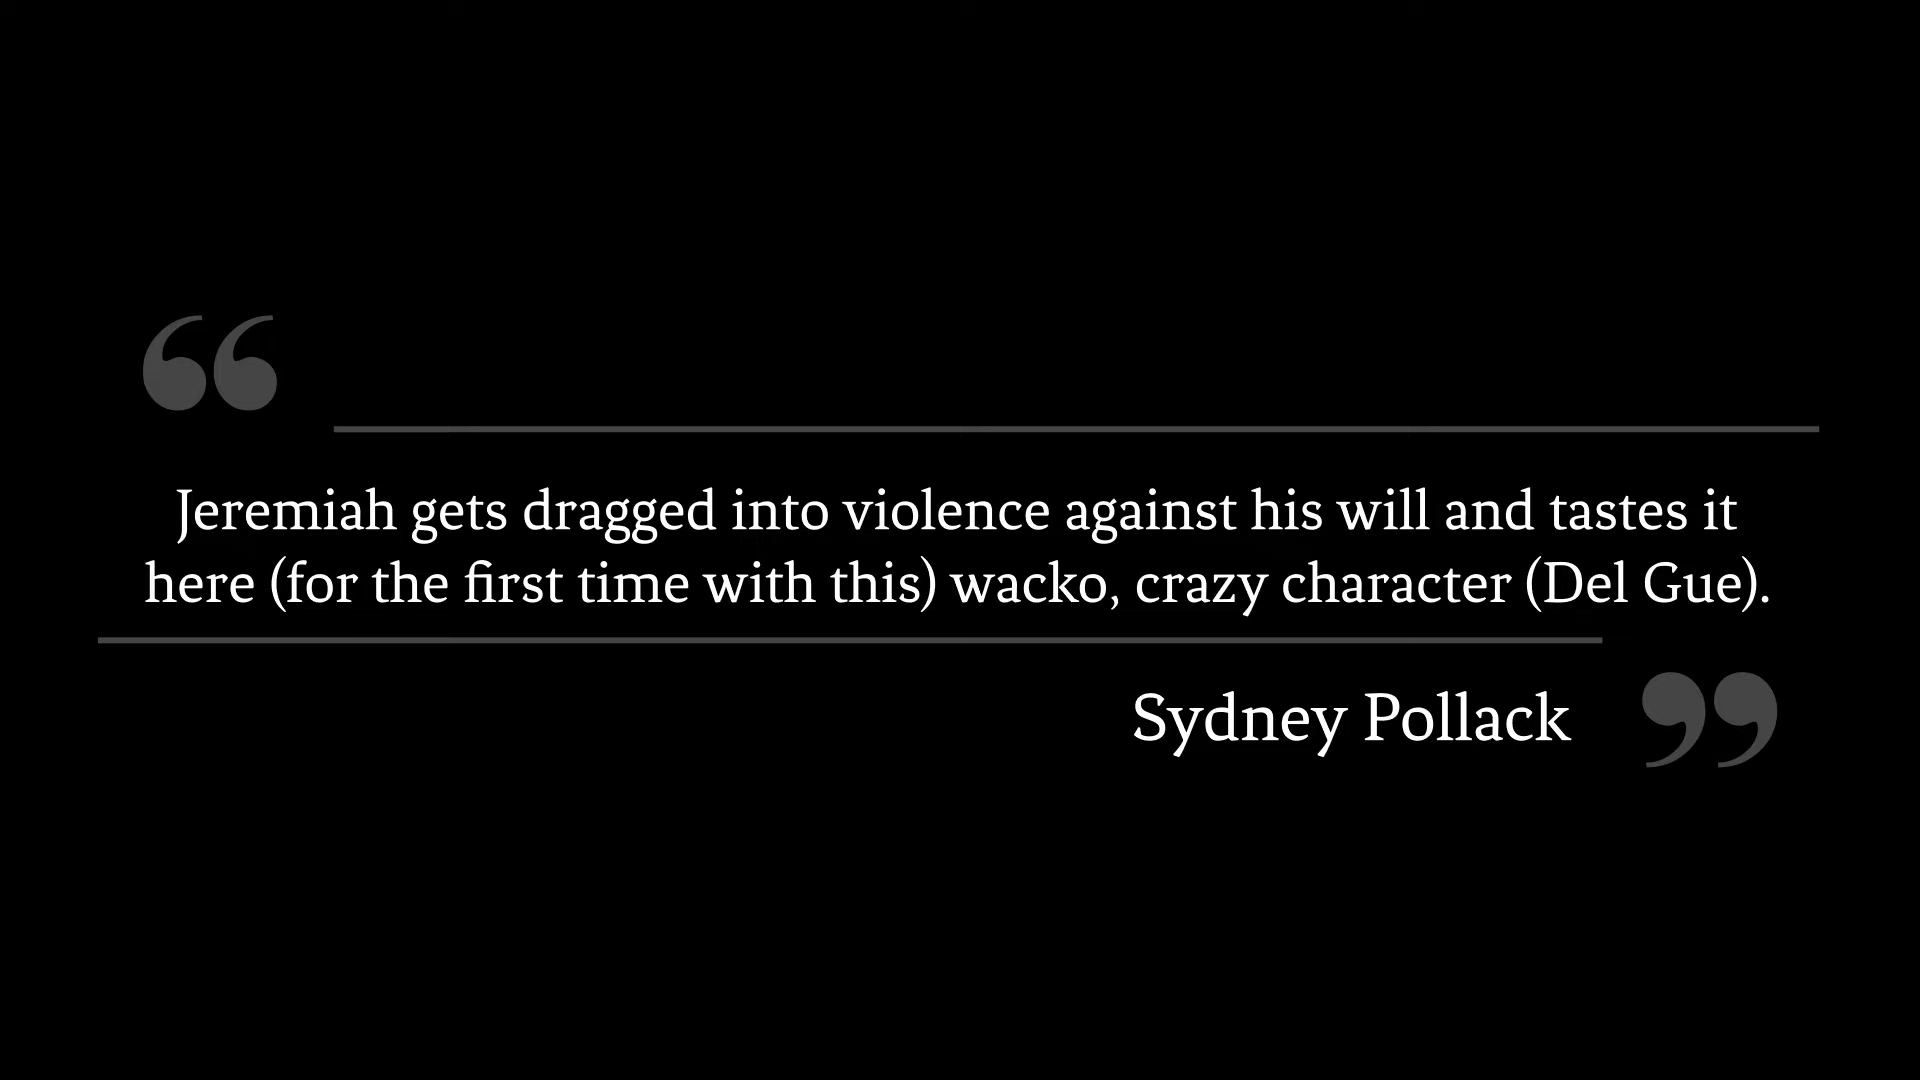 “
Jeremiah gets dragged into violence against his will and tastes it
here (for the first time with this) wacko, crazy character (Del Gue).
Sydney Pollack
”